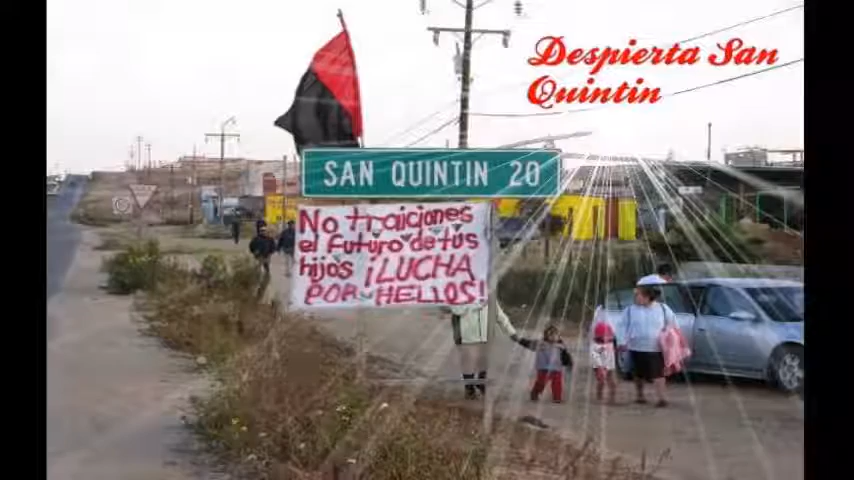 Despierta San
Quintin
SAN QUINTIN 20
No traiciones
el futuro de tus
hijos ¡LUCHA
POR HELLOS!